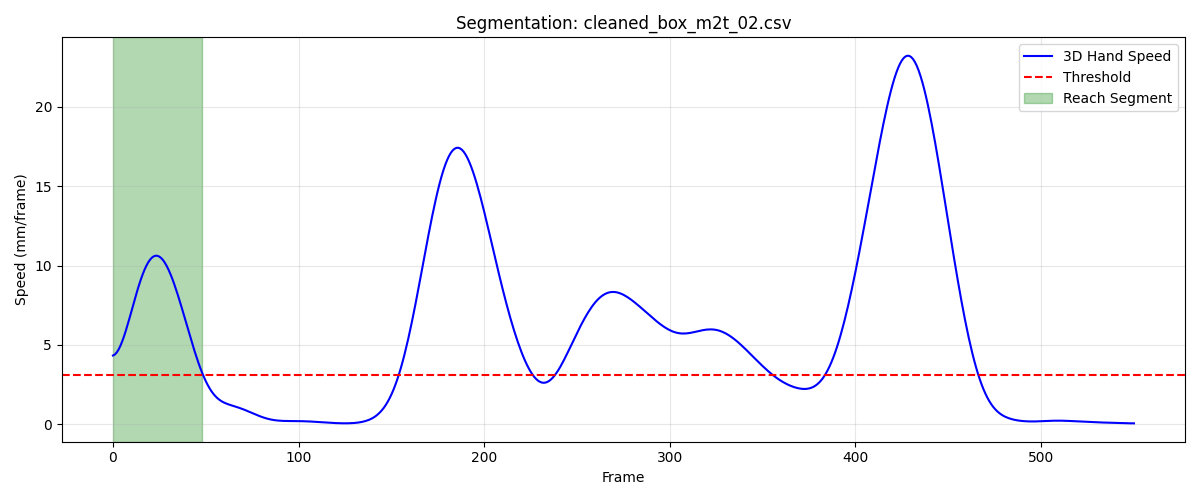 Segmentation: cleaned_box_m2t_02.csv
3D Hand Speed
Threshold
Reach Segment
Speed (mm/frame)
20
15
10
5
0
0 100 200 300 400 500
Frame